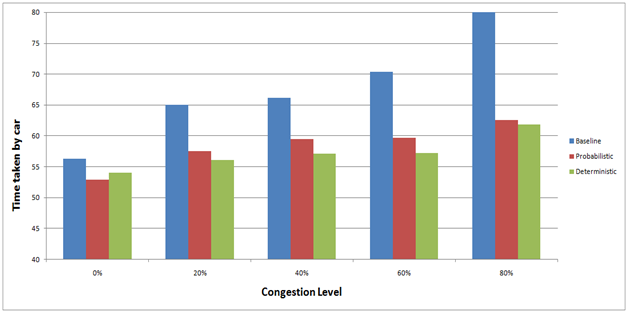 80
75
70
65
60
55
50
45
40
Time taken by car
0%
20%
40%
60%
80%
Congestion Level
Baseline
Probabilistic
Deterministic